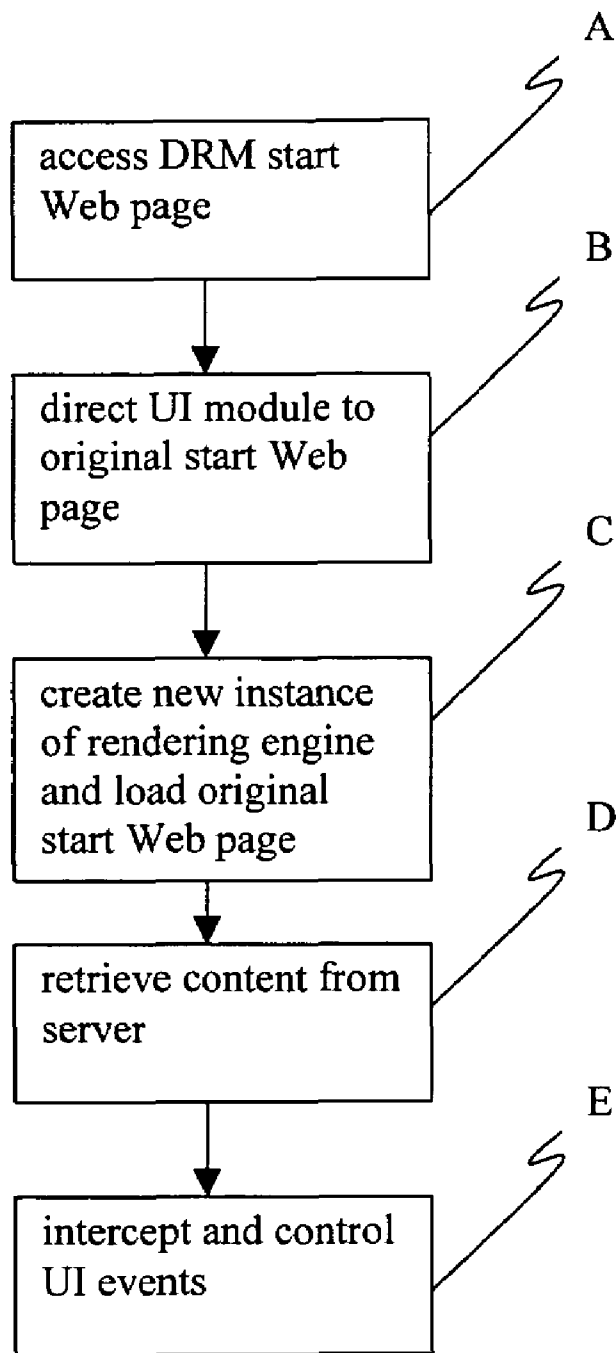 A
access DRM start
Web page
B
direct UI module to
original start Web
page
C
create new instance
of rendering engine
and load original
start Web page
D
retrieve content from
server
E
intercept and control
UI events